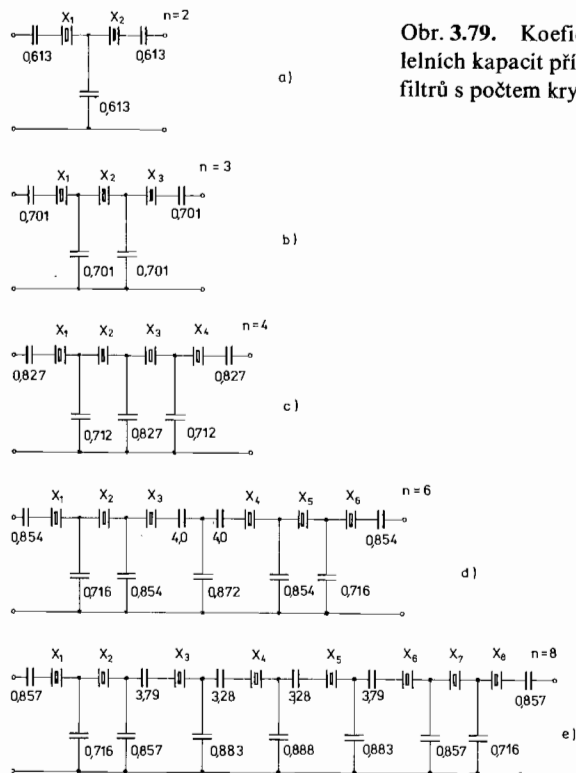 X₁ X₂ n=2
0,613 0,613
0,613
a)
Obr. 3.79. Koefic
lelních kapacit pří
filtrů s počtem kry
X₁ X₂ X₃ n = 3
0,701 0,701
0,701 0,701
b)
X₁ X₂ X₃ X₄ n=4
0,827 0,827
0,712 0,827 0,712
c)
X₁ X₂ X₃ X₄ X₅ X₆ n=6
0,854 4,0 4,0 0,854
0,716 0,854 0,872 0,854 0,716
d)
X₁ X₂ X₃ X₄ X₅ X₆ X₇ X₈ n=8
0,857 3,79 3,28 3,28 3,79 0,857
0,716 0,857 0,883 0,888 0,883 0,857 0,716
e)